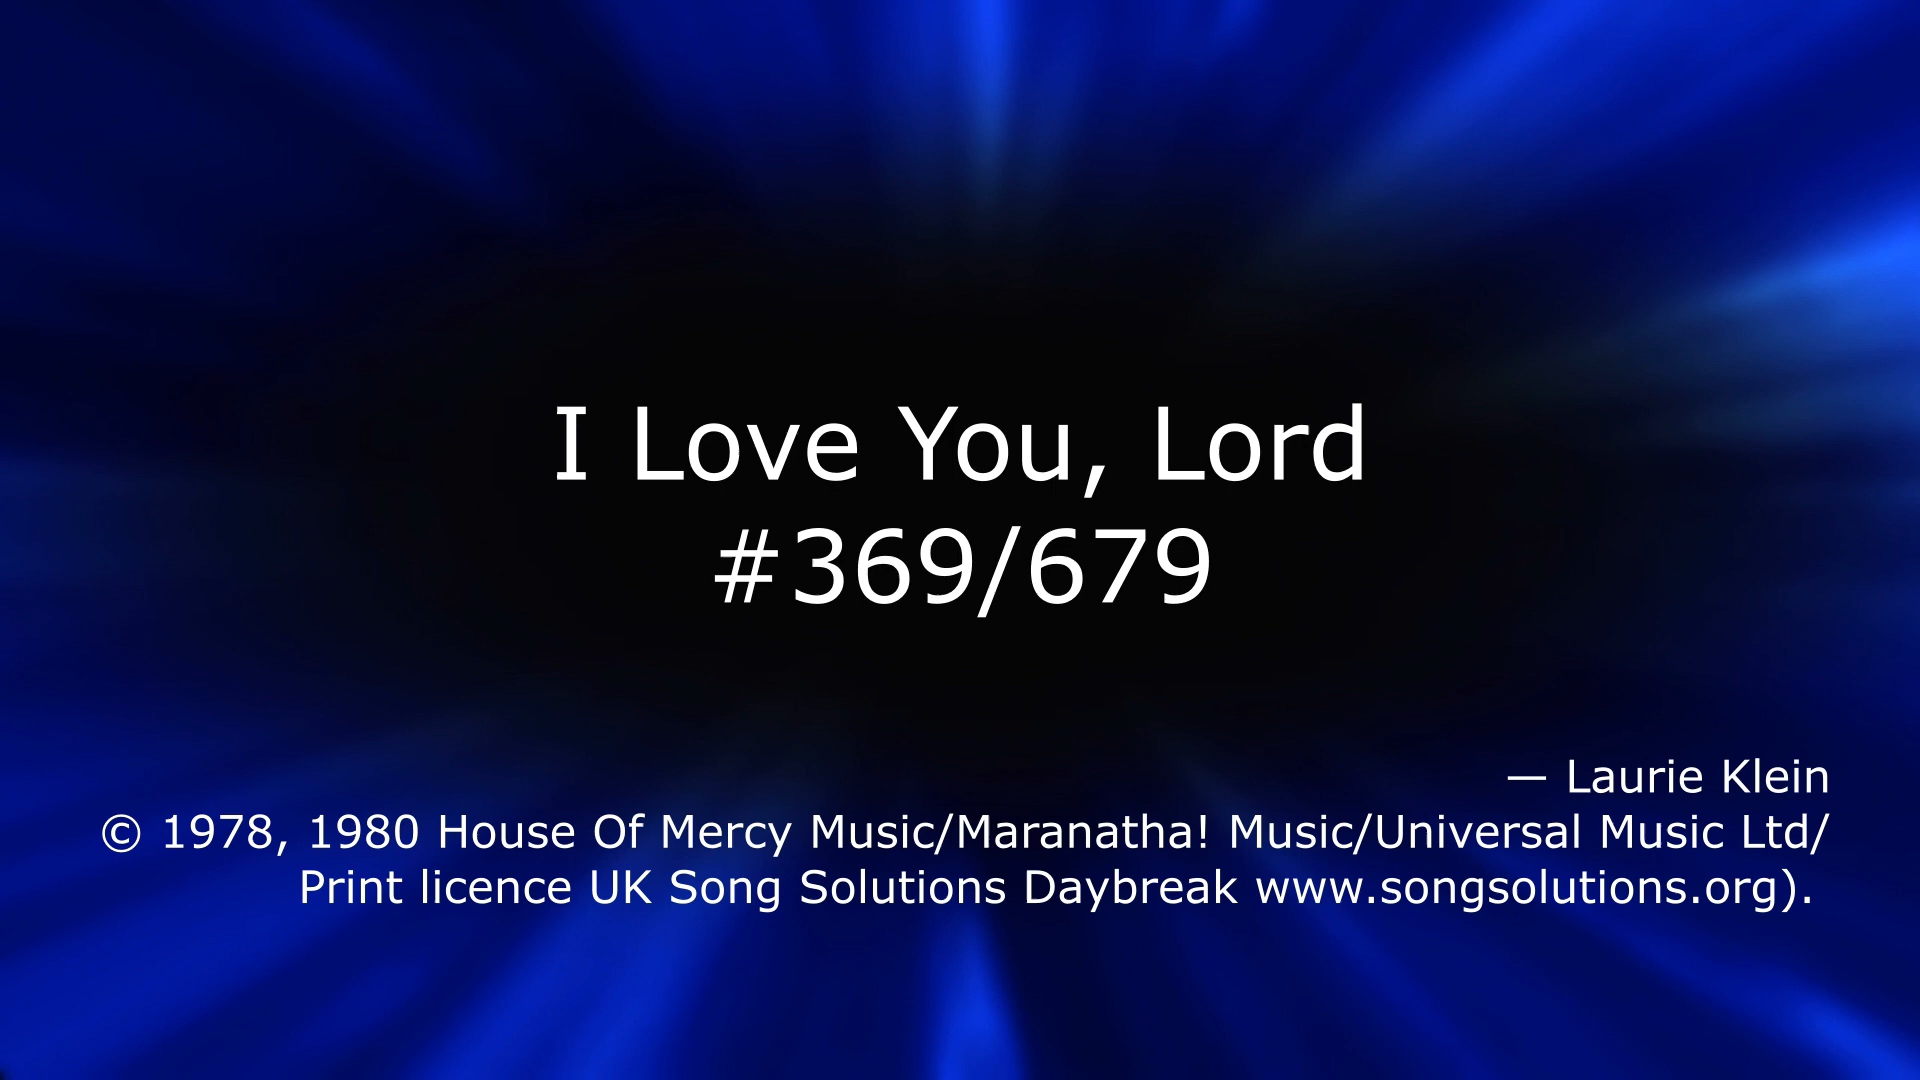 I Love You, Lord
#369/679
— Laurie Klein
© 1978, 1980 House Of Mercy Music/Maranatha! Music/Universal Music Ltd/
Print licence UK Song Solutions Daybreak www.songsolutions.org).